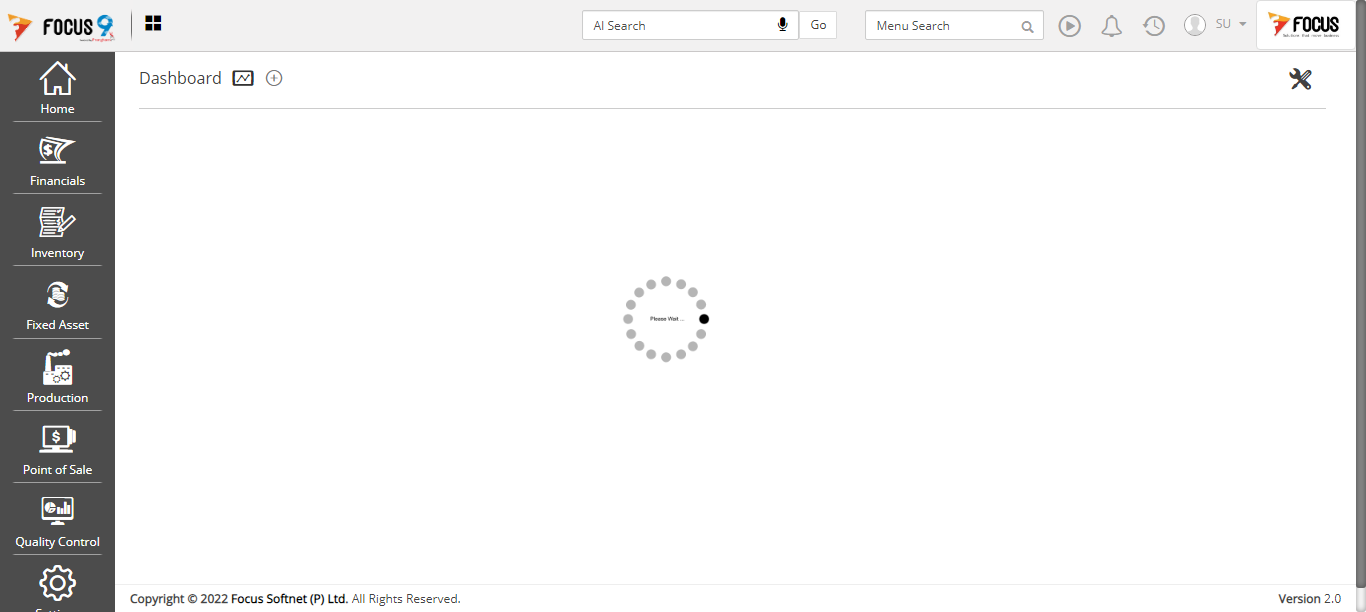 FOCUS 9
AI Search
Go
Menu Search
SU
FOCUS
Dashboard
Home
Financials
Inventory
Fixed Asset
Production
Point of Sale
Quality Control
Please Wait ...
Copyright © 2022 Focus Softnet (P) Ltd. All Rights Reserved.
Version 2.0